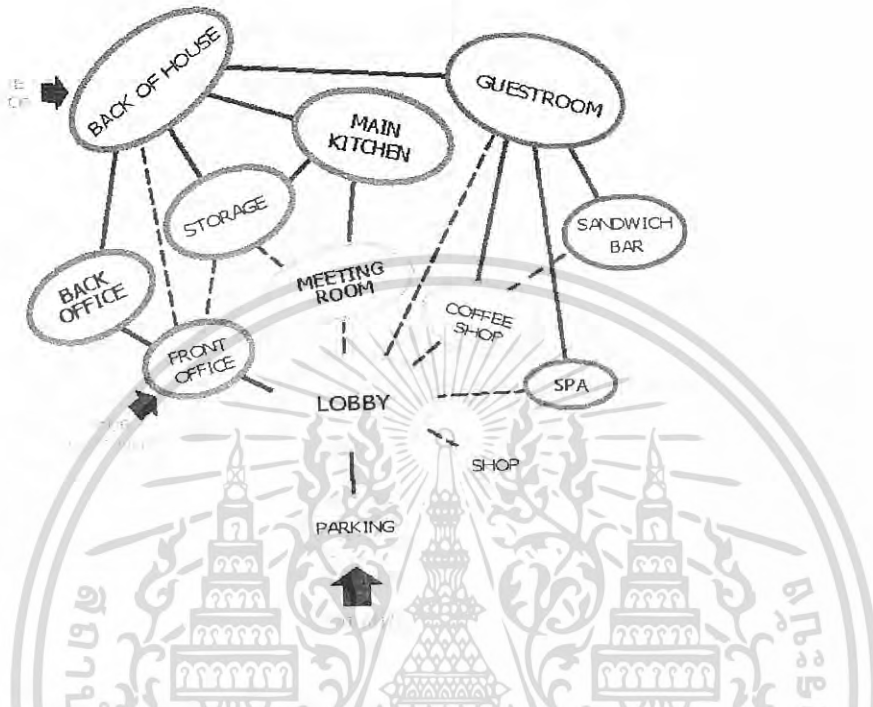 BACK OF HOUSE
GUESTROOM
MAIN
KITCHEN
STORAGE
SANDWICH
BAR
BACK
OFFICE
MEETING
ROOM
COFFEE
SHOP
FRONT
OFFICE
SPA
LOBBY
SHOP
PARKING